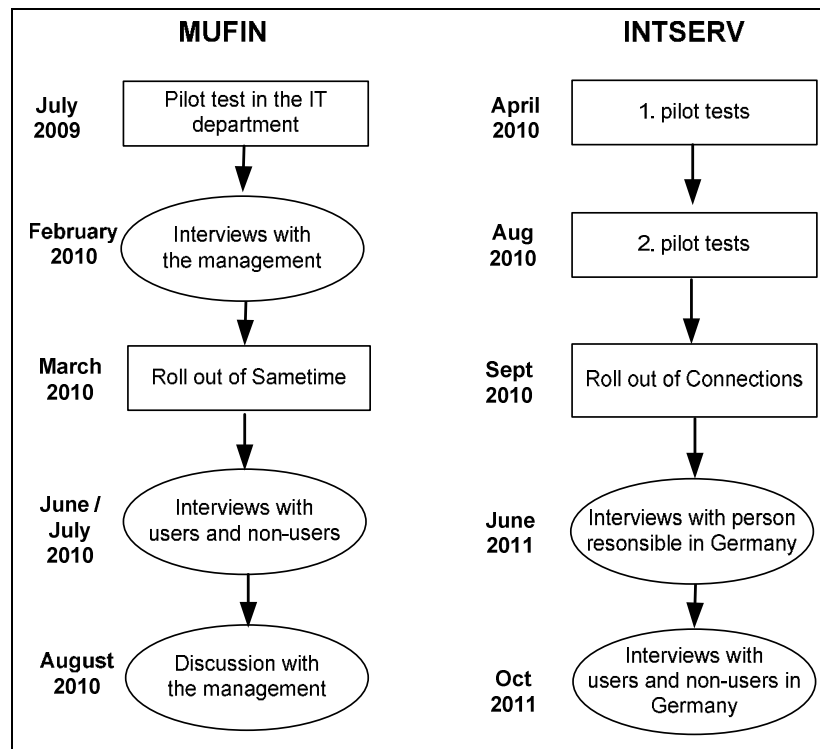 MUFIN
July
2009
Pilot test in the IT
department
February
2010
Interviews with
the management
March
2010
Roll out of Sametime
June /
July
2010
Interviews with
users and non-users
August
2010
Discussion with
the management
INTSERV
April
2010
1. pilot tests
Aug
2010
2. pilot tests
Sept
2010
Roll out of Connections
June
2011
Interviews with person
resonsible in Germany
Oct
2011
Interviews with
users and non-users in
Germany